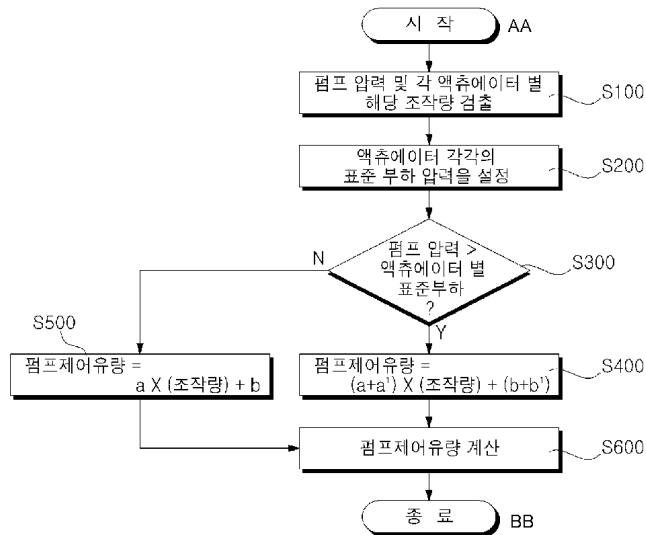 시 작
AA
펌프 압력 및 각 액츄에이터 별
해당 조작량 검출
S100
액츄에이터 각각의
표준 부하 압력을 설정
S200
펌프 압력 >
액츄에이터 별
표준부하
?
S300
N
Y
S500
펌프제어유량 =
a X (조작량) + b
펌프제어유량 =
(a+a¹) X (조작량) + (b+b¹)
S400
펌프제어유량 계산
S600
종 료
BB